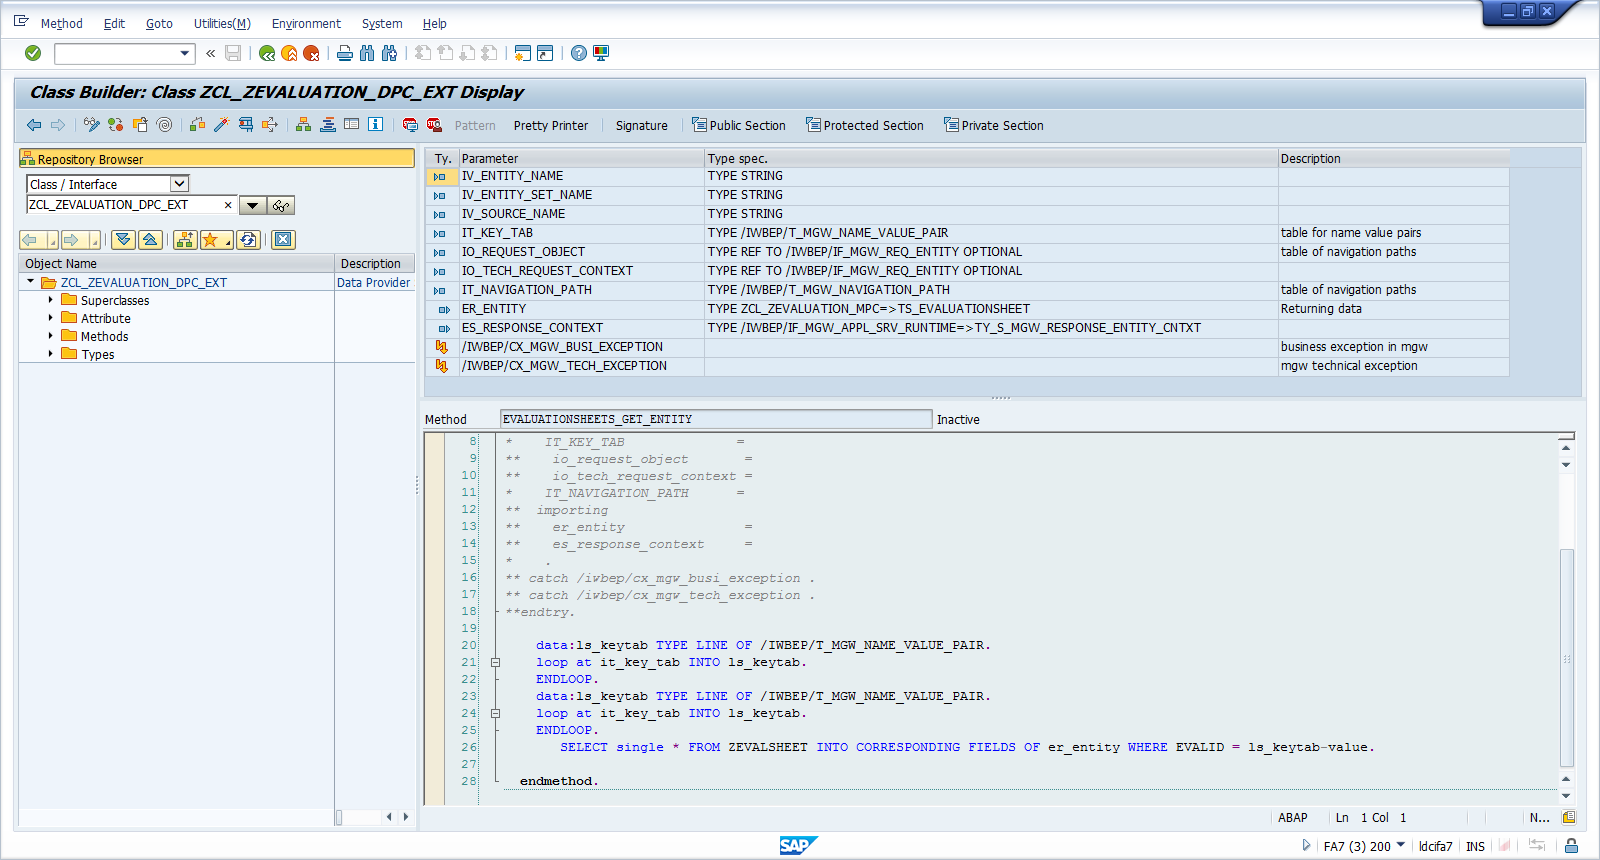 Method Edit Goto Utilities(M) Environment System Help
Class Builder: Class ZCL_ZEVALUATION_DPC_EXT Display
Pattern Pretty Printer Signature Public Section Protected Section Private Section
Repository Browser
Class / Interface
ZCL_ZEVALUATION_DPC_EXT
Object Name Description
ZCL_ZEVALUATION_DPC_EXT Data Provider
Superclasses
Attribute
Methods
Types
Ty. Parameter Type spec. Description
IV_ENTITY_NAME TYPE STRING
IV_ENTITY_SET_NAME TYPE STRING
IV_SOURCE_NAME TYPE STRING
IT_KEY_TAB TYPE /IWBEP/T_MGW_NAME_VALUE_PAIR table for name value pairs
IO_REQUEST_OBJECT TYPE REF TO /IWBEP/IF_MGW_REQ_ENTITY OPTIONAL table of navigation paths
IO_TECH_REQUEST_CONTEXT TYPE REF TO /IWBEP/IF_MGW_REQ_ENTITY OPTIONAL
IT_NAVIGATION_PATH TYPE /IWBEP/T_MGW_NAVIGATION_PATH table of navigation paths
ER_ENTITY TYPE ZCL_ZEVALUATION_MPC=>TS_EVALUATIONSHEET Returning data
ES_RESPONSE_CONTEXT TYPE /IWBEP/IF_MGW_APPL_SRV_RUNTIME=>TY_S_MGW_RESPONSE_ENTITY_CNTXT
/IWBEP/CX_MGW_BUSI_EXCEPTION business exception in mgw
/IWBEP/CX_MGW_TECH_EXCEPTION mgw technical exception
Method EVALUATIONSHEETS_GET_ENTITY Inactive
8 * IT_KEY_TAB =
9 ** io_request_object =
10 ** io_tech_request_context =
11 * IT_NAVIGATION_PATH =
12 ** importing
13 ** er_entity =
14 ** es_response_context =
15 * .
16 ** catch /iwbep/cx_mgw_busi_exception .
17 ** catch /iwbep/cx_mgw_tech_exception .
18 **endtry.
19
20 data:ls_keytab TYPE LINE OF /IWBEP/T_MGW_NAME_VALUE_PAIR.
21 loop at it_key_tab INTO ls_keytab.
22 ENDLOOP.
23 data:ls_keytab TYPE LINE OF /IWBEP/T_MGW_NAME_VALUE_PAIR.
24 loop at it_key_tab INTO ls_keytab.
25 ENDLOOP.
26 SELECT single * FROM ZEVALSHEET INTO CORRESPONDING FIELDS OF er_entity WHERE EVALID = ls_keytab-value.
27
28 endmethod.
ABAP Ln 1 Col 1 N...
SAP FA7 (3) 200 ldcifa7 INS